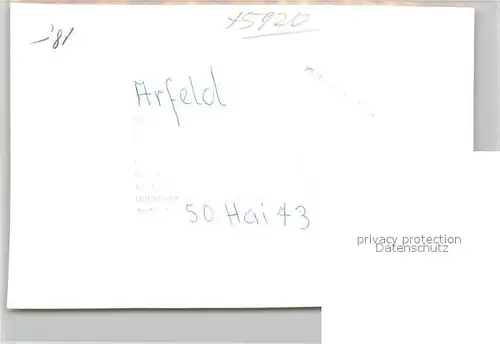 x5920
-,81
Arfeld
50 Hai 43
privacy protection
Datenschutz